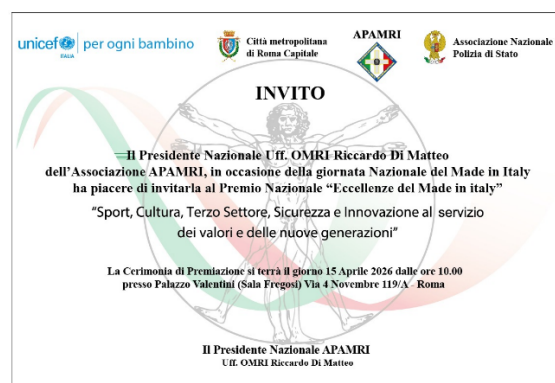 unicef per ogni bambino
ITALIA
Città metropolitana
di Roma Capitale
APAMRI
Associazione Nazionale
Polizia di Stato
INVITO
Il Presidente Nazionale Uff. OMRI Riccardo Di Matteo
dell'Associazione APAMRI, in occasione della giornata Nazionale del Made in Italy
ha piacere di invitarla al Premio Nazionale “Eccellenze del Made in italy”
“Sport, Cultura, Terzo Settore, Sicurezza e Innovazione al servizio
dei valori e delle nuove generazioni”
La Cerimonia di Premiazione si terrà il giorno 15 Aprile 2026 dalle ore 10.00
presso Palazzo Valentini (Sala Fregosi) Via 4 Novembre 119/A - Roma
Il Presidente Nazionale APAMRI
Uff. OMRI Riccardo Di Matteo